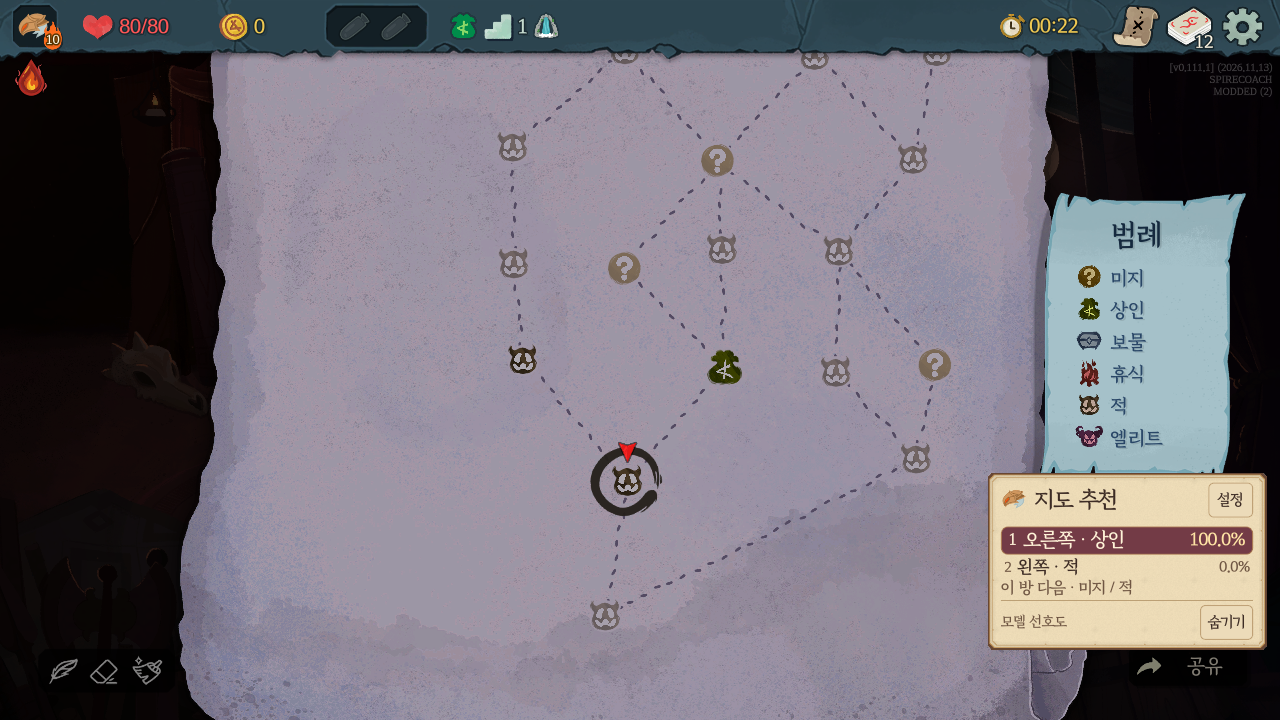 10
80/80
0
1
00:22
12
[v0,111,1] (2026,11,13)
SPIRECOACH
MODDED (2)
범례
미지
상인
보물
휴식
적
엘리트
지도 추천
설정
1 오른쪽 · 상인 100,0%
2 왼쪽 · 적 0.0%
이 방 다음 · 미지 / 적
모델 선호도
숨기기
공유